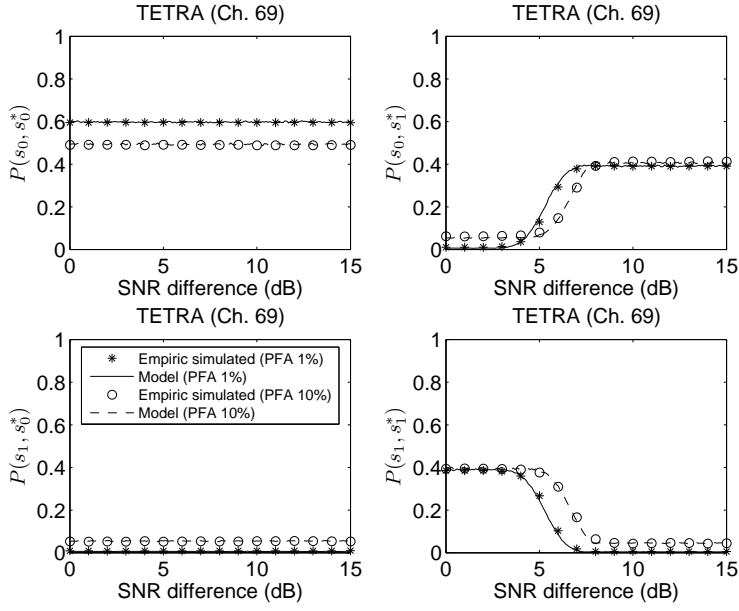 TETRA (Ch. 69)
1
0.8
0.6
0.4
0.2
0
P(s₀, s₀*)
0 5 10 15
SNR difference (dB)
TETRA (Ch. 69)
1
0.8
0.6
0.4
0.2
0
P(s₀, s₁*)
0 5 10 15
SNR difference (dB)
TETRA (Ch. 69)
1
0.8
0.6
0.4
0.2
0
P(s₁, s₀*)
Empiric simulated (PFA 1%)
Model (PFA 1%)
Empiric simulated (PFA 10%)
Model (PFA 10%)
0 5 10 15
SNR difference (dB)
TETRA (Ch. 69)
1
0.8
0.6
0.4
0.2
0
P(s₁, s₁*)
0 5 10 15
SNR difference (dB)